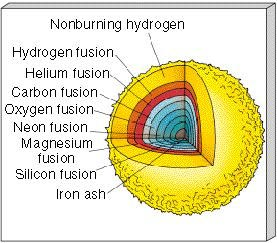 Nonburning hydrogen
Hydrogen fusion
Helium fusion
Carbon fusion
Oxygen fusion
Neon fusion
Magnesium
fusion
Silicon fusion
Iron ash